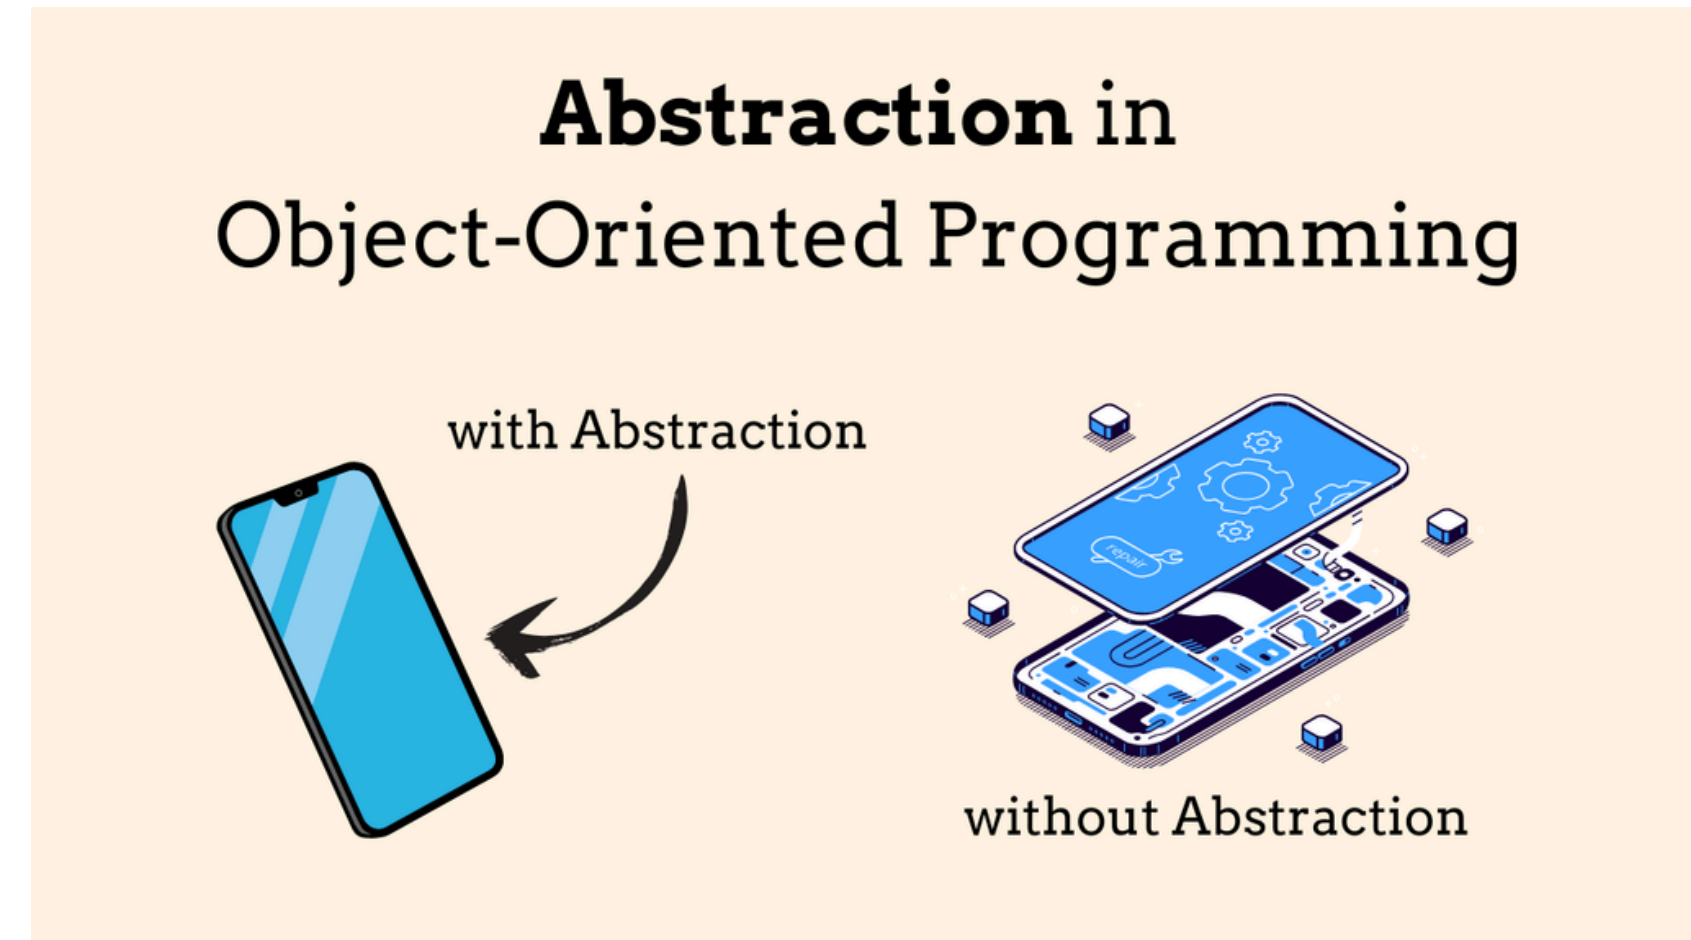 Abstraction in
Object-Oriented Programming
with Abstraction
repair
without Abstraction